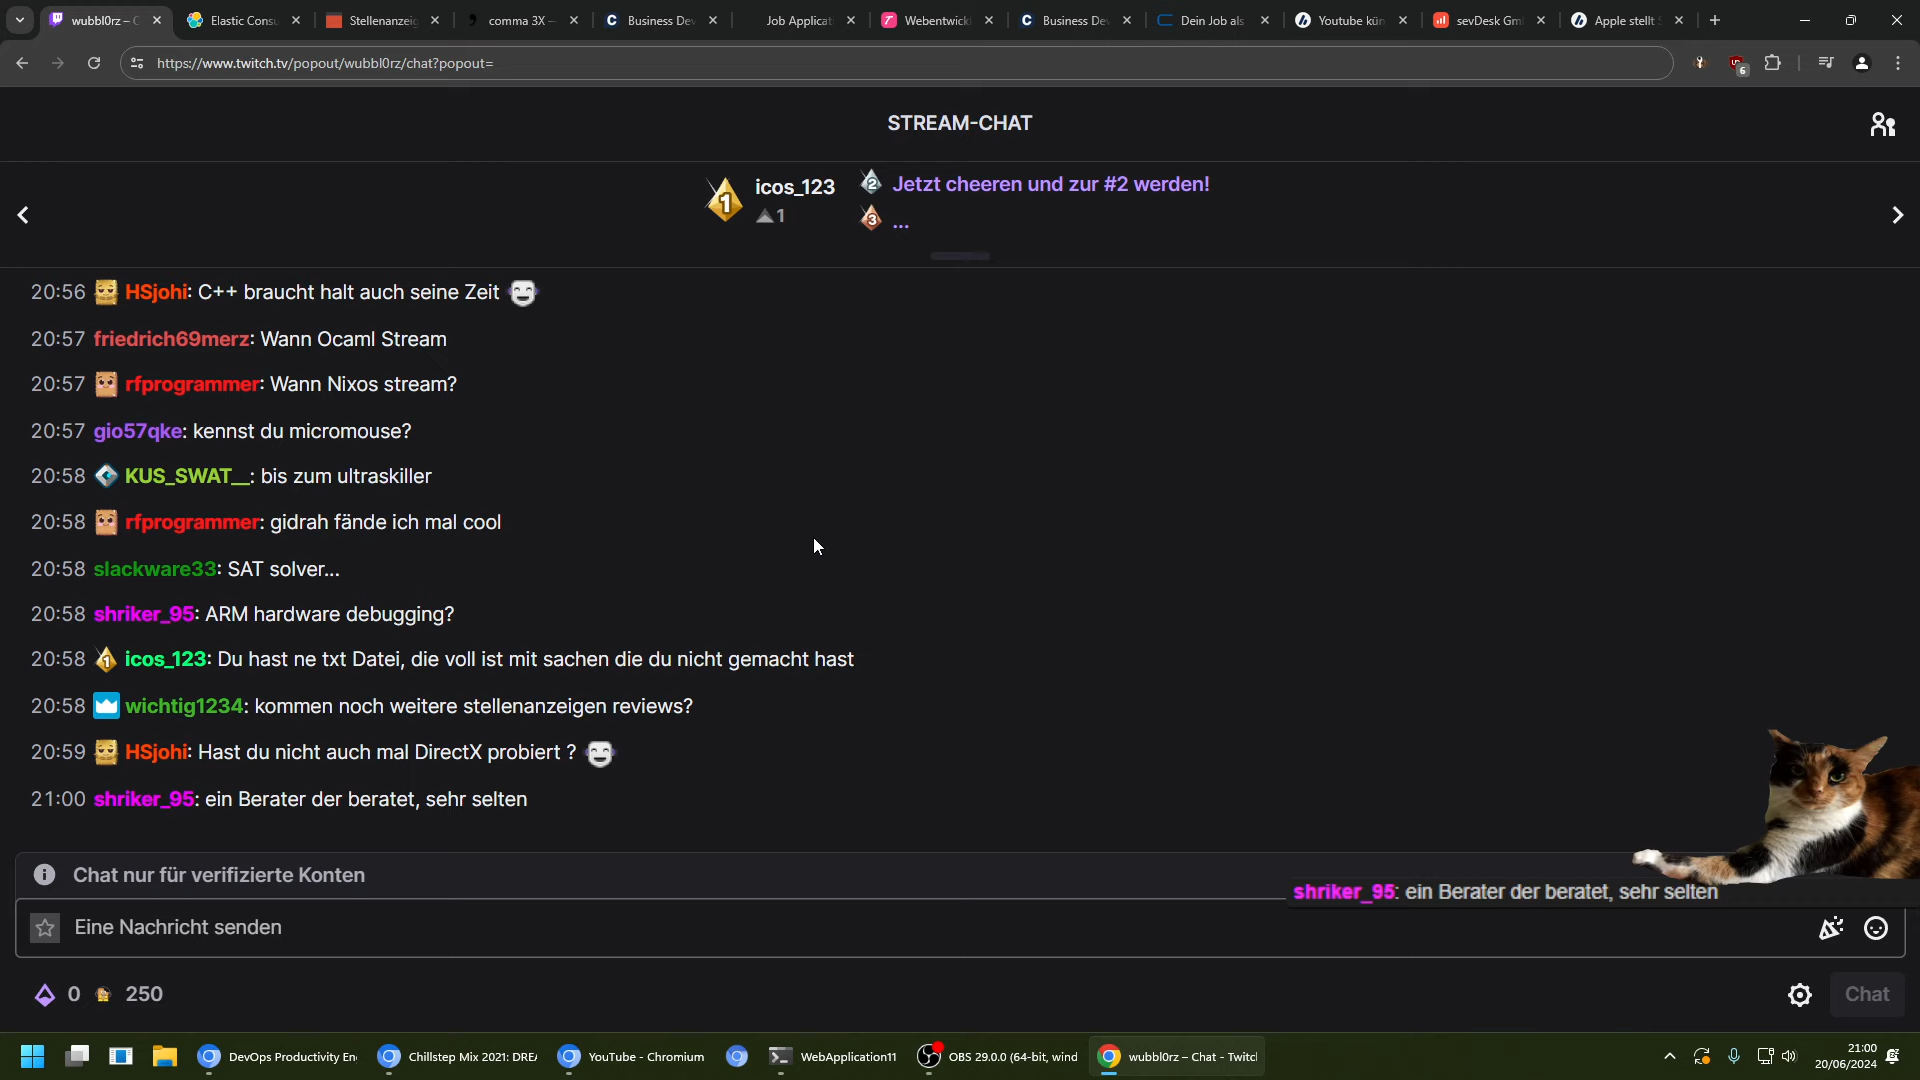 wubbl0rz – C
Elastic Cons
Stellenanzeig
comma 3X –
Business Dev
Job Applicat
Webentwickl
Business Dev
Dein Job als
Youtube kün
sevDesk Gm
Apple stellt S
https://www.twitch.tv/popout/wubbl0rz/chat?popout=
6
STREAM-CHAT
1 icos_123 2 Jetzt cheeren und zur #2 werden!
1 3 ...
20:56 HSjohi: C++ braucht halt auch seine Zeit
20:57 friedrich69merz: Wann Ocaml Stream
20:57 rfprogrammer: Wann Nixos stream?
20:57 gio57qke: kennst du micromouse?
20:58 KUS_SWAT__: bis zum ultraskiller
20:58 rfprogrammer: gidrah fände ich mal cool
20:58 slackware33: SAT solver...
20:58 shriker_95: ARM hardware debugging?
20:58 1 icos_123: Du hast ne txt Datei, die voll ist mit sachen die du nicht gemacht hast
20:58 wichtig1234: kommen noch weitere stellenanzeigen reviews?
20:59 HSjohi: Hast du nicht auch mal DirectX probiert ?
21:00 shriker_95: ein Berater der beratet, sehr selten
Chat nur für verifizierte Konten
shriker_95: ein Berater der beratet, sehr selten
Eine Nachricht senden
0 250
Chat
DevOps Productivity En
Chillstep Mix 2021: DREA
YouTube - Chromium
WebApplication11
OBS 29.0.0 (64-bit, wind
wubbl0rz – Chat - Twitch
21:00
20/06/2024